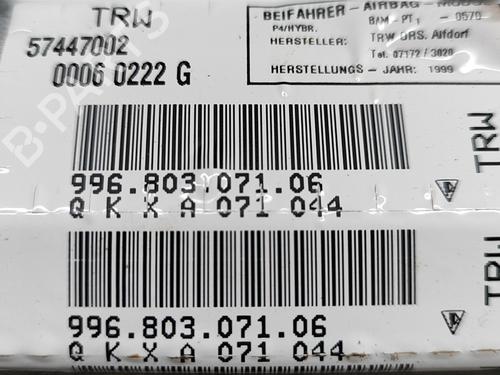 TRW
57447002
0006 0222 G
BEIFAHRER - AIRBAG -
P4/HYBR. BAM - PT1 - 0570
HERSTELLER: TRW ORS. Alfdorf
Tel. 07172 / 3020
HERSTELLUNGS - JAHR: 1999
996.803.071.06
Q K X A 071 044
TRW
996.803.071.06
Q K X A 071 044
TRW
B-PARTS